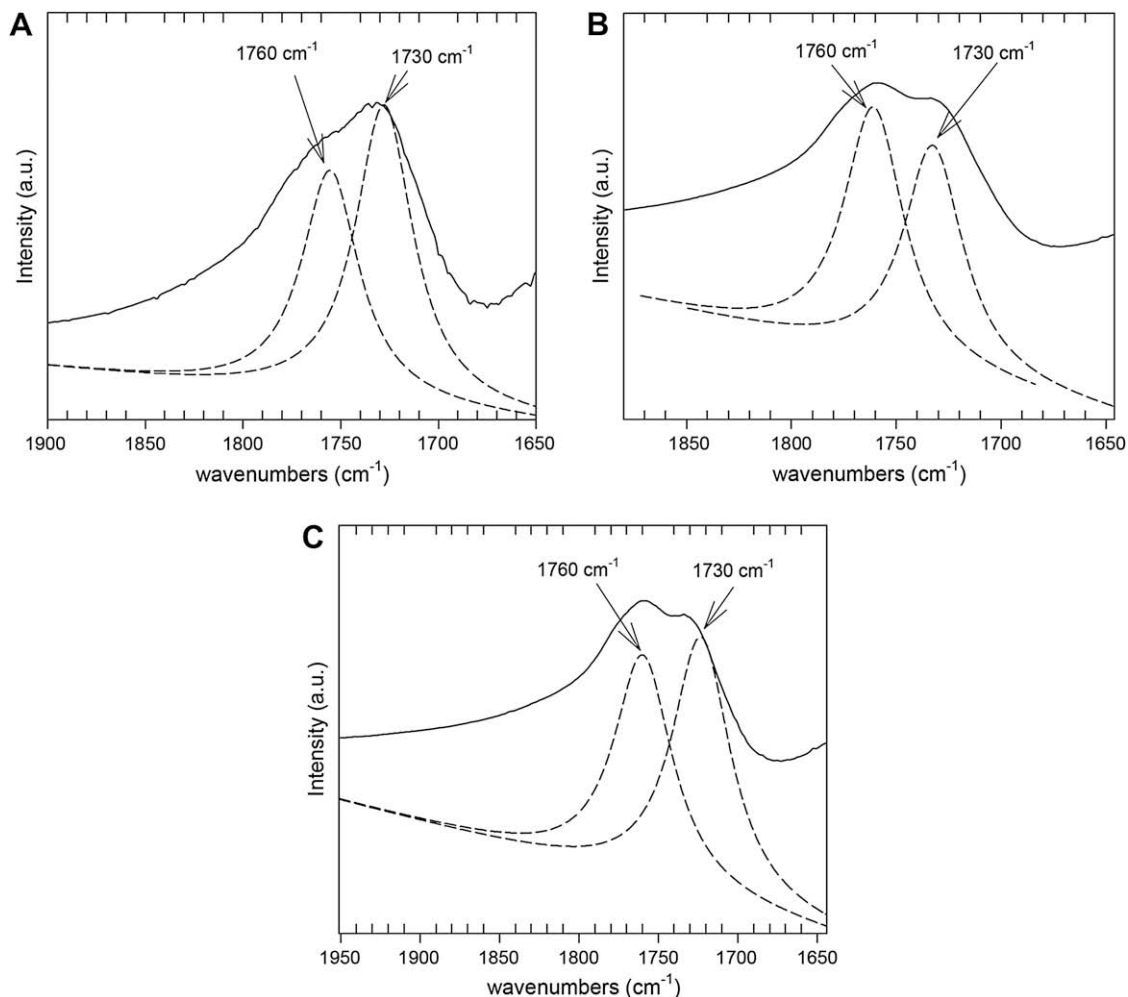 A
1760 cm⁻¹
1730 cm⁻¹
Intensity (a.u.)
1900 1850 1800 1750 1700 1650
wavenumbers (cm⁻¹)
B
1760 cm⁻¹
1730 cm⁻¹
Intensity (a.u.)
1850 1800 1750 1700 1650
wavenumbers (cm⁻¹)
C
1760 cm⁻¹ 1730 cm⁻¹
Intensity (a.u.)
1950 1900 1850 1800 1750 1700 1650
wavenumbers (cm⁻¹)